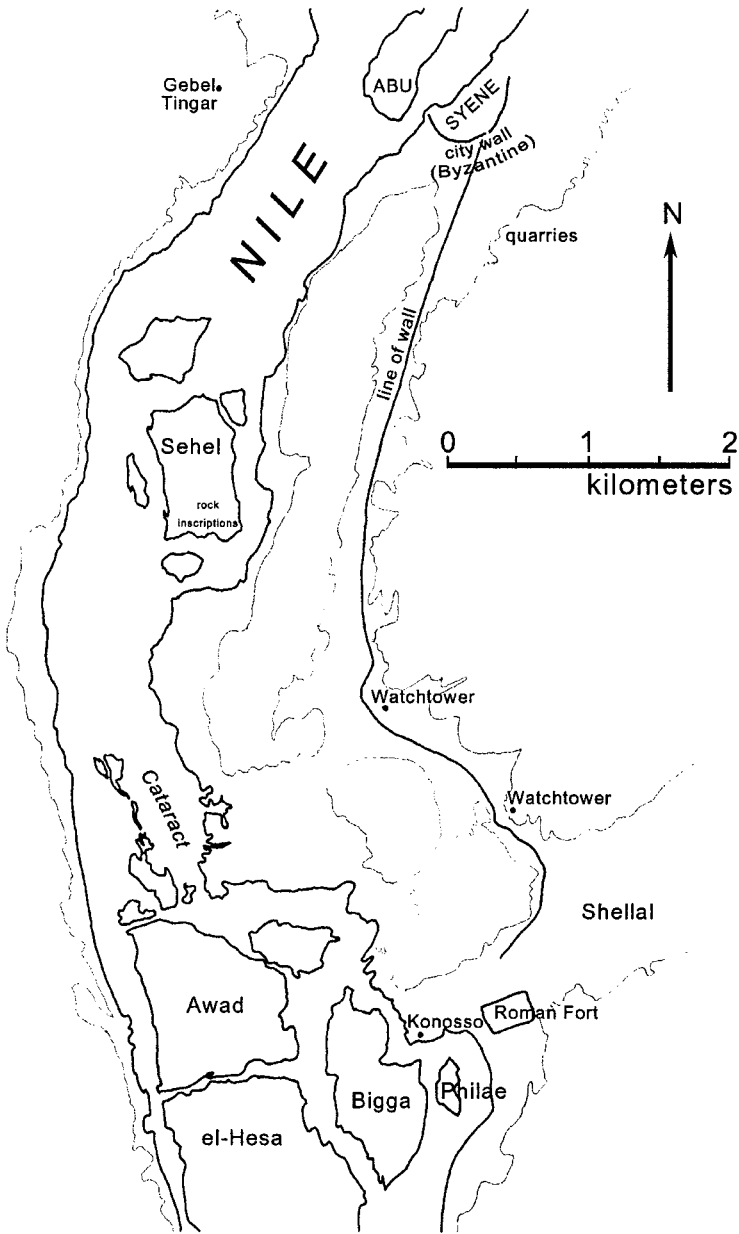 Gebel
Tingar
ABU
SYENE
city wall
(Byzantine)
NILE
N
quarries
line of wall
0 1 2
kilometers
Sehel
rock
inscriptions
Watchtower
Cataract
Watchtower
Shellal
Awad
Konosso
Roman Fort
Bigga
Philae
el-Hesa